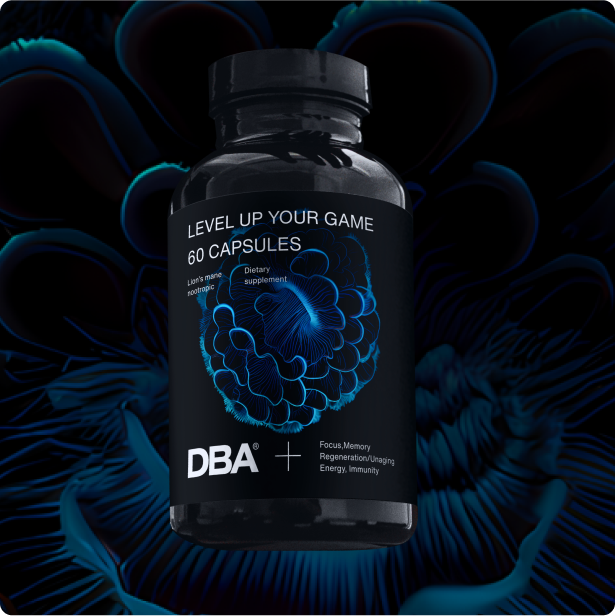 LEVEL UP YOUR GAME
60 CAPSULES
Lion's mane
nootropic
Dietary
supplement
DBA®
Focus,Memory
Regeneration/Unaging
Energy, Immunity